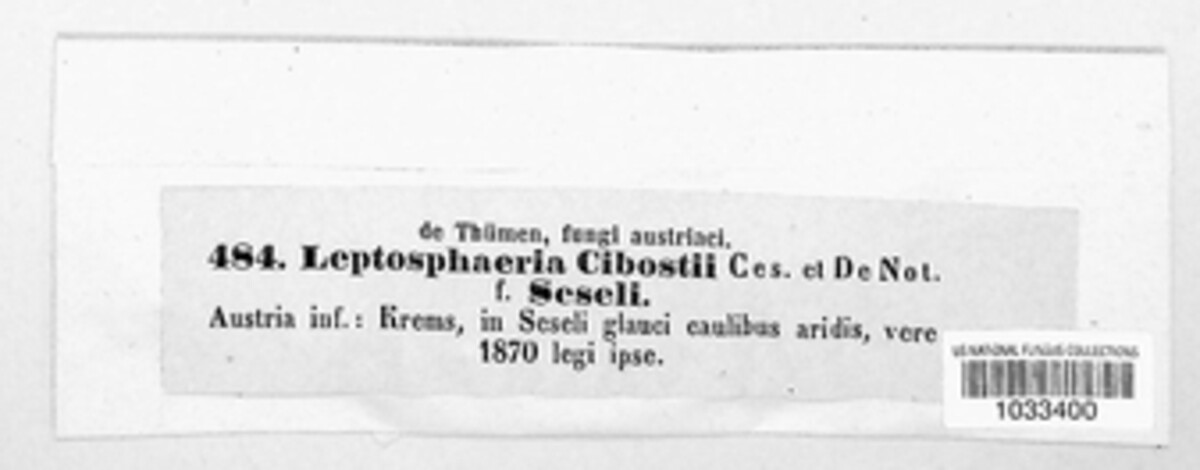 de Thümen, fungi austriaci.
484. Leptosphaeria Cibostii Ces. et De Not.
f. Seseli.
Austria inf.: Krems, in Seseli glauci caulibus aridis, vere
1870 legi ipse.
US NATIONAL FUNGUS COLLECTIONS
1033400